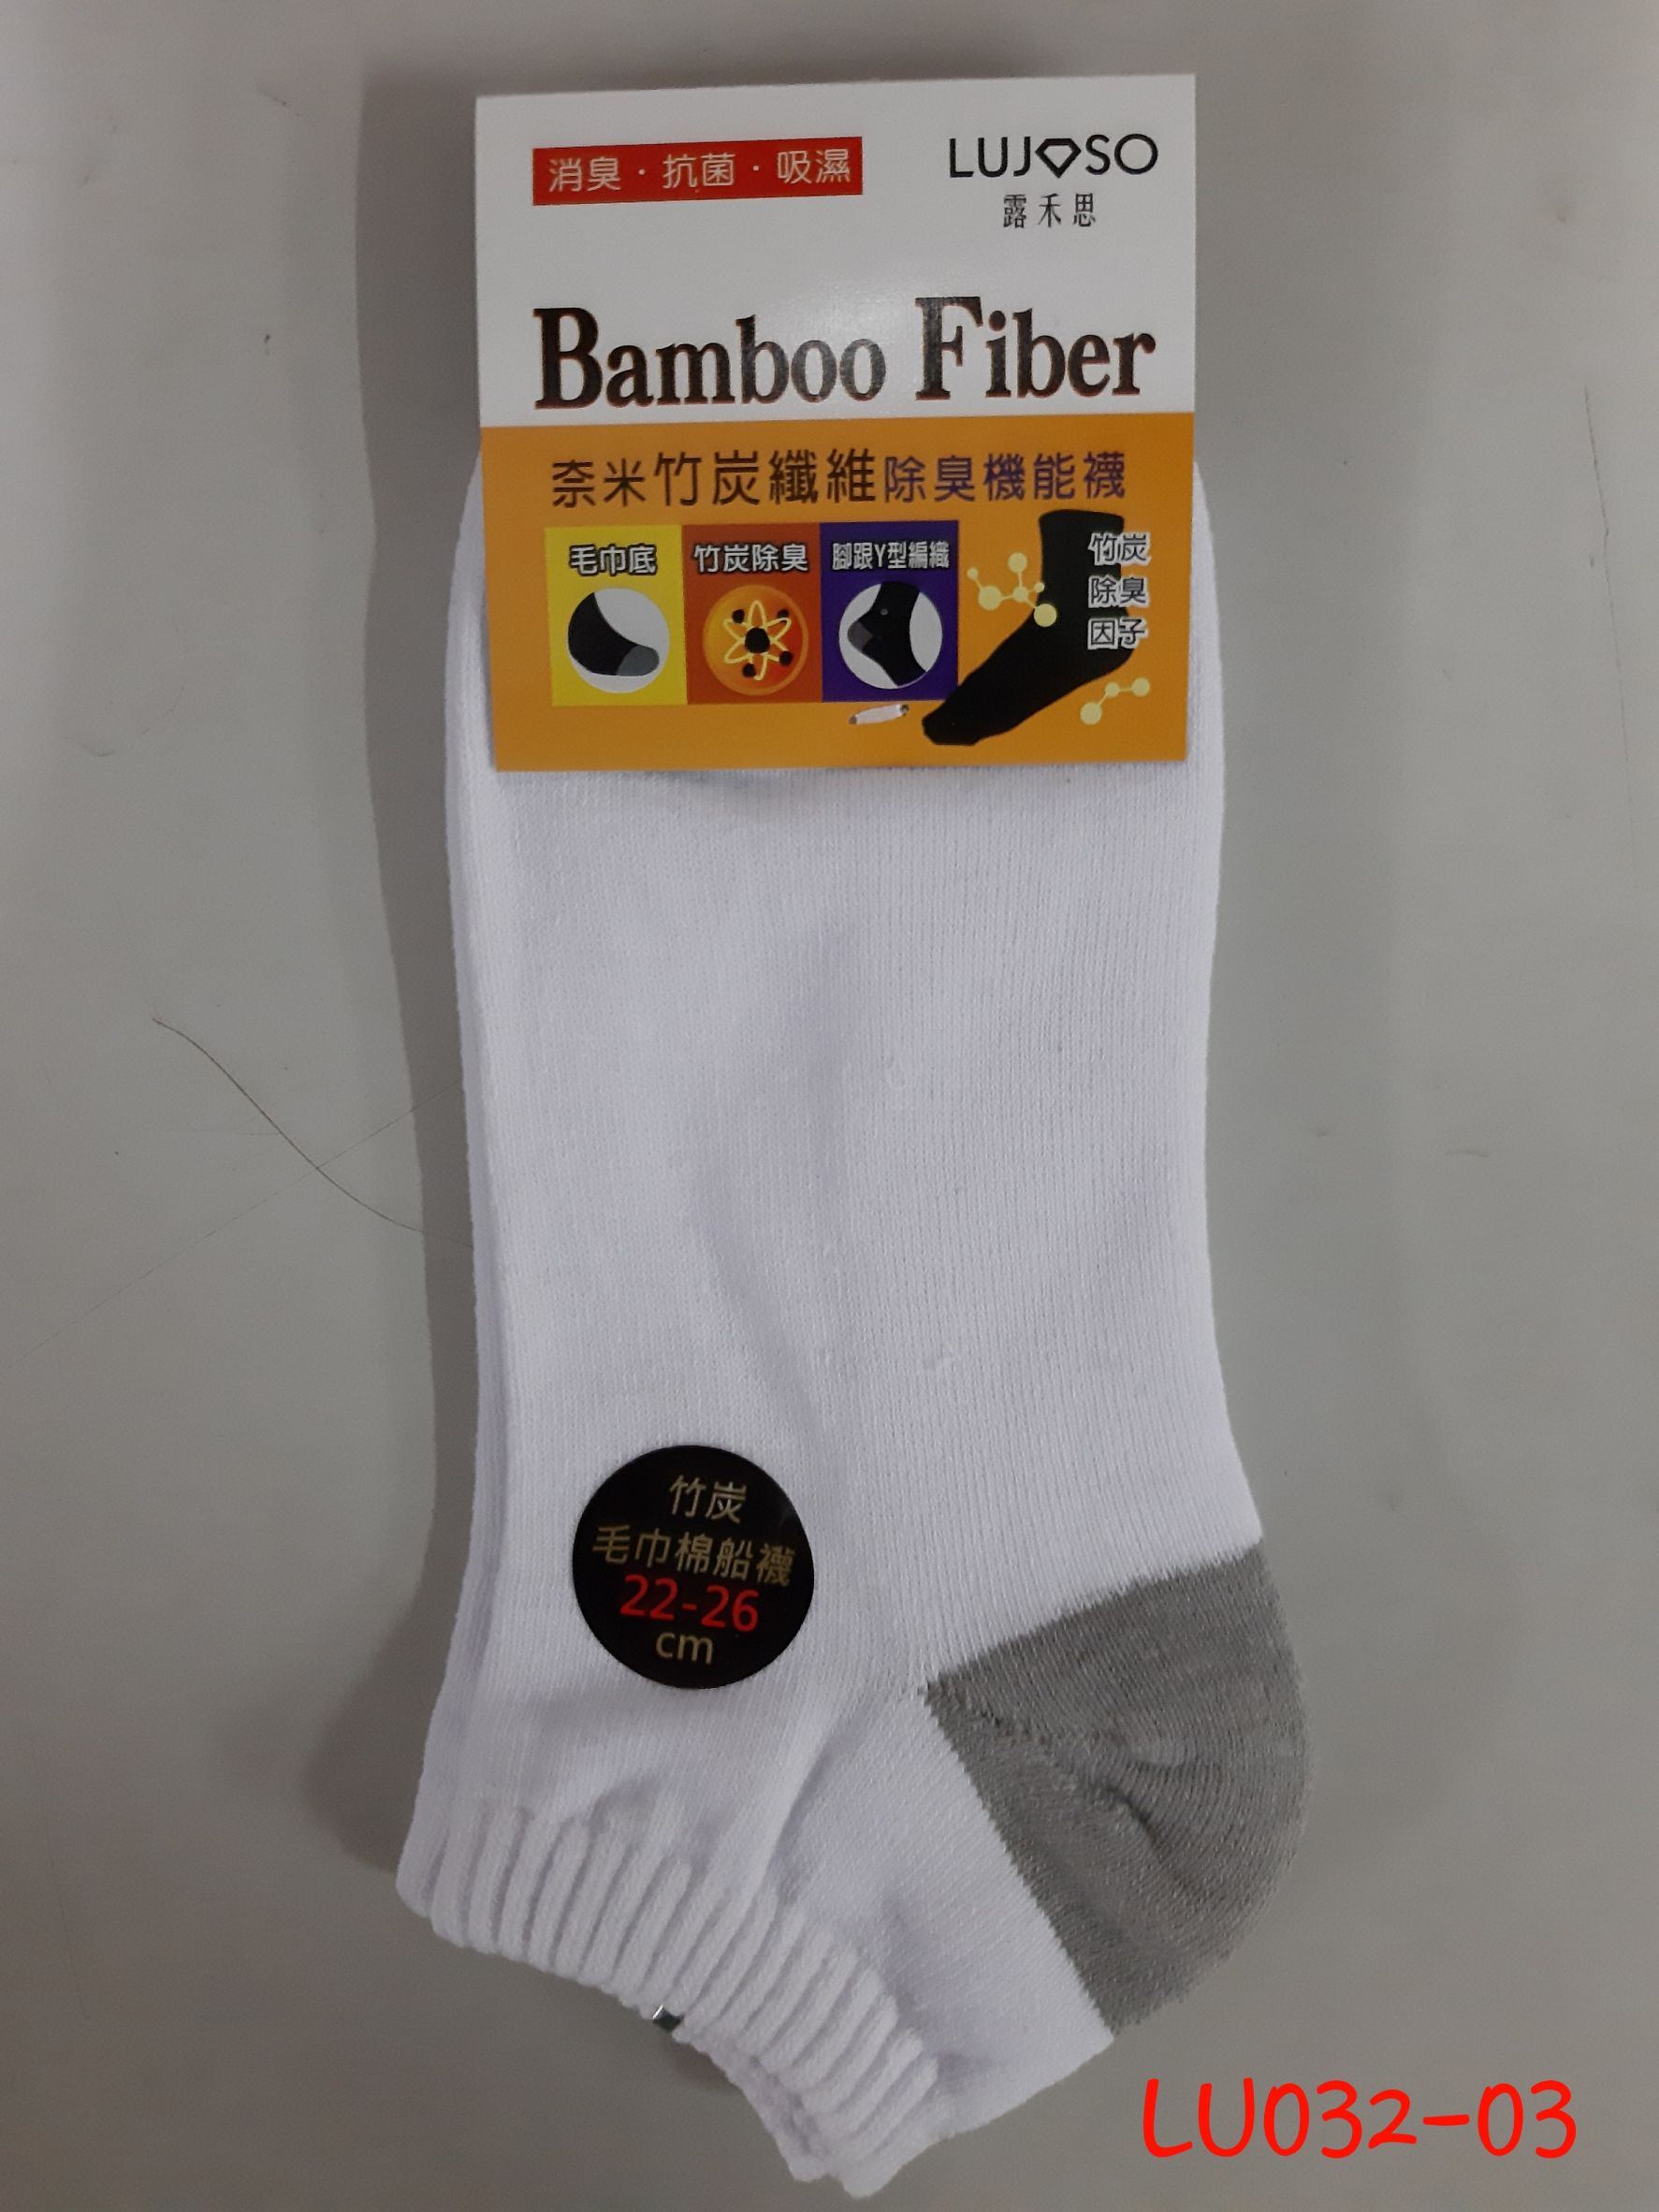 消臭・抗菌・吸濕
LUJOSO
露禾思
Bamboo Fiber
奈米竹炭纖維除臭機能襪
毛巾底
竹炭除臭
腳跟Y型編織
竹炭
除臭
因子
竹炭
毛巾棉船襪
22-26
cm
LU032-03